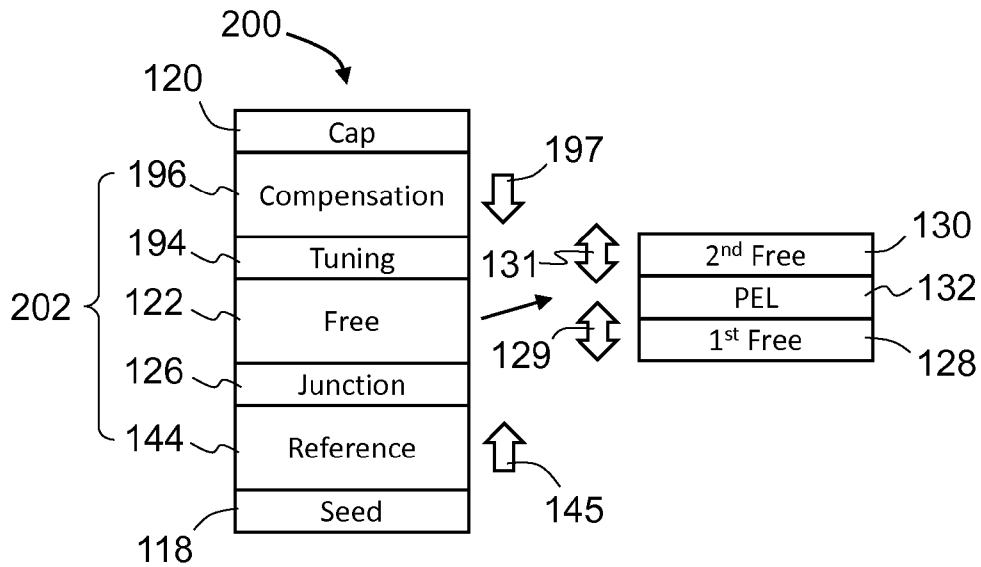 200
120
Cap
197
196
Compensation
130
194
Tuning
131
2nd Free
202
122
Free
PEL
132
129
1st Free
128
126
Junction
144
Reference
145
118
Seed